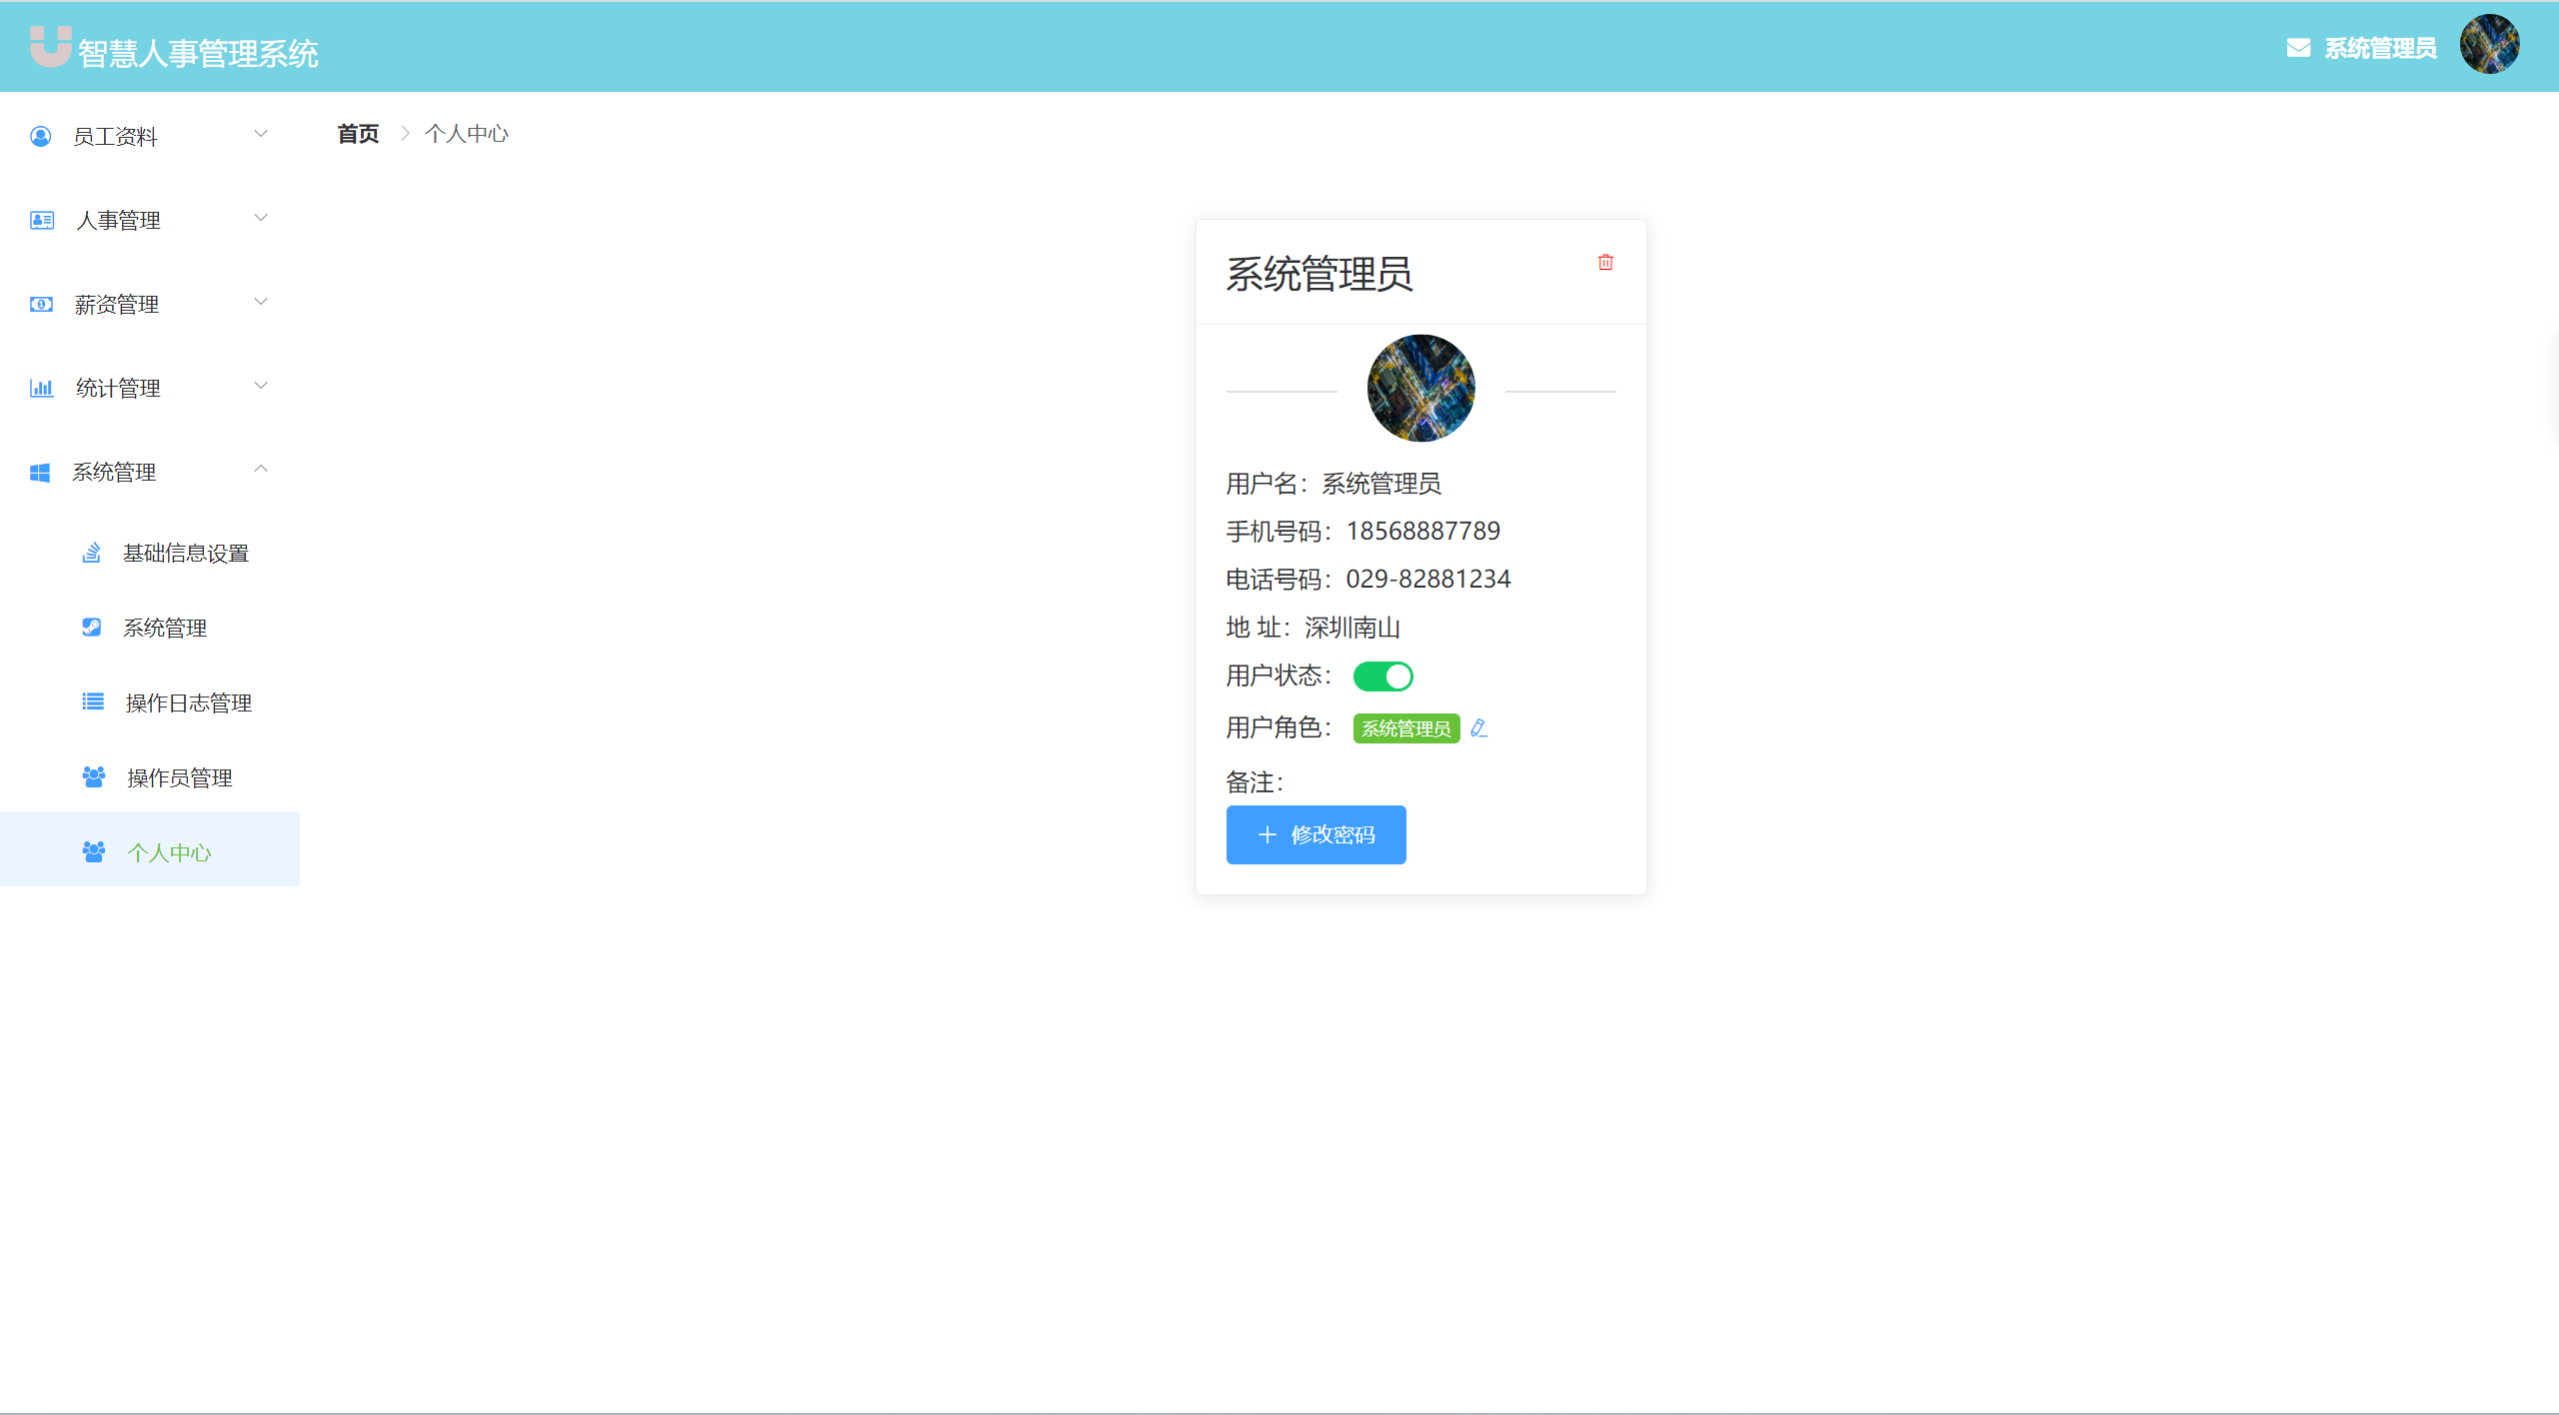 智慧人事管理系统
系统管理员
员工资料
人事管理
薪资管理
统计管理
系统管理
基础信息设置
系统管理
操作日志管理
操作员管理
个人中心
首页 > 个人中心
系统管理员
用户名：系统管理员
手机号码：18568887789
电话号码：029-82881234
地 址：深圳南山
用户状态：
用户角色： 系统管理员
备注：
修改密码